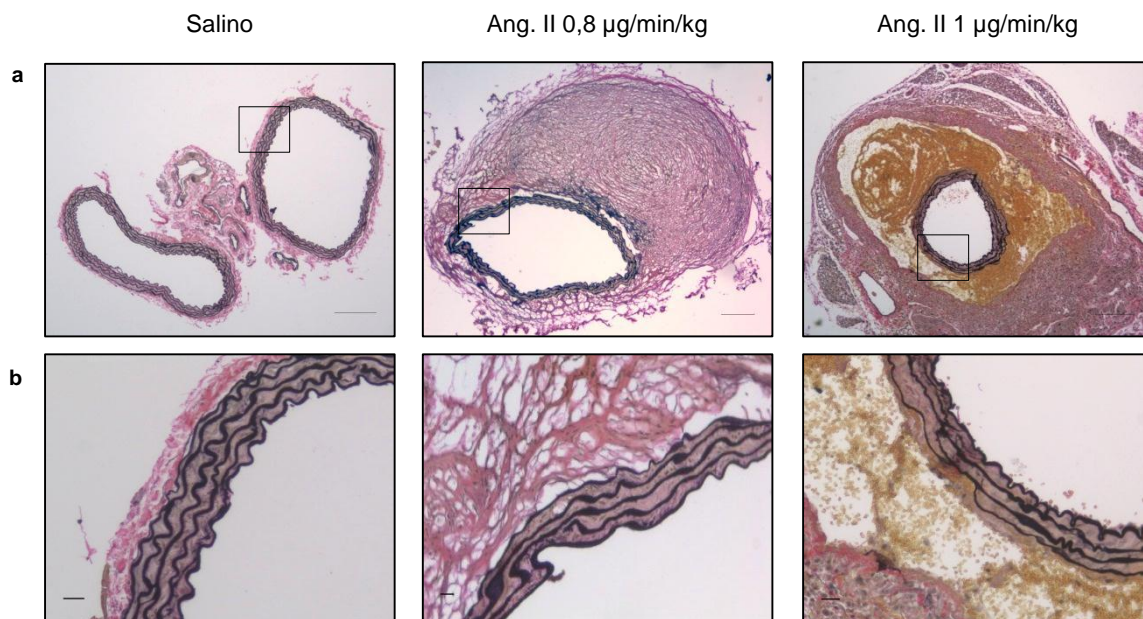 Salino
Ang. II 0,8 µg/min/kg
Ang. II 1 µg/min/kg
a
b